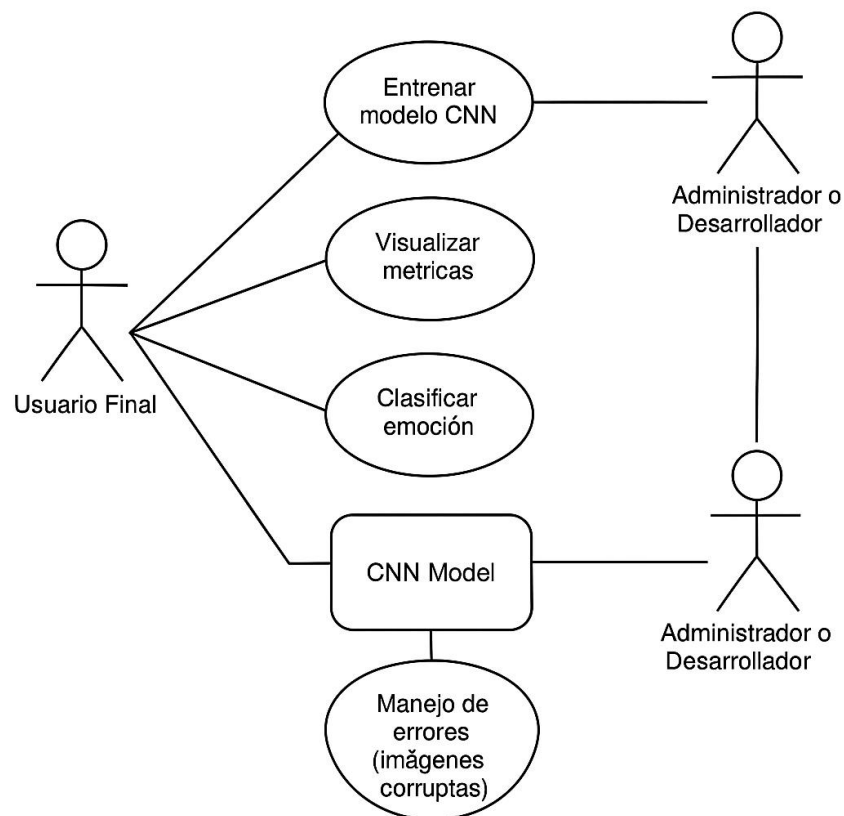 Entrenar
modelo CNN
Administrador o
Desarrollador
Visualizar
metricas
Usuario Final
Clasificar
emoción
CNN Model
Administrador o
Desarrollador
Manejo de
errores
(imǎgenes
corruptas)